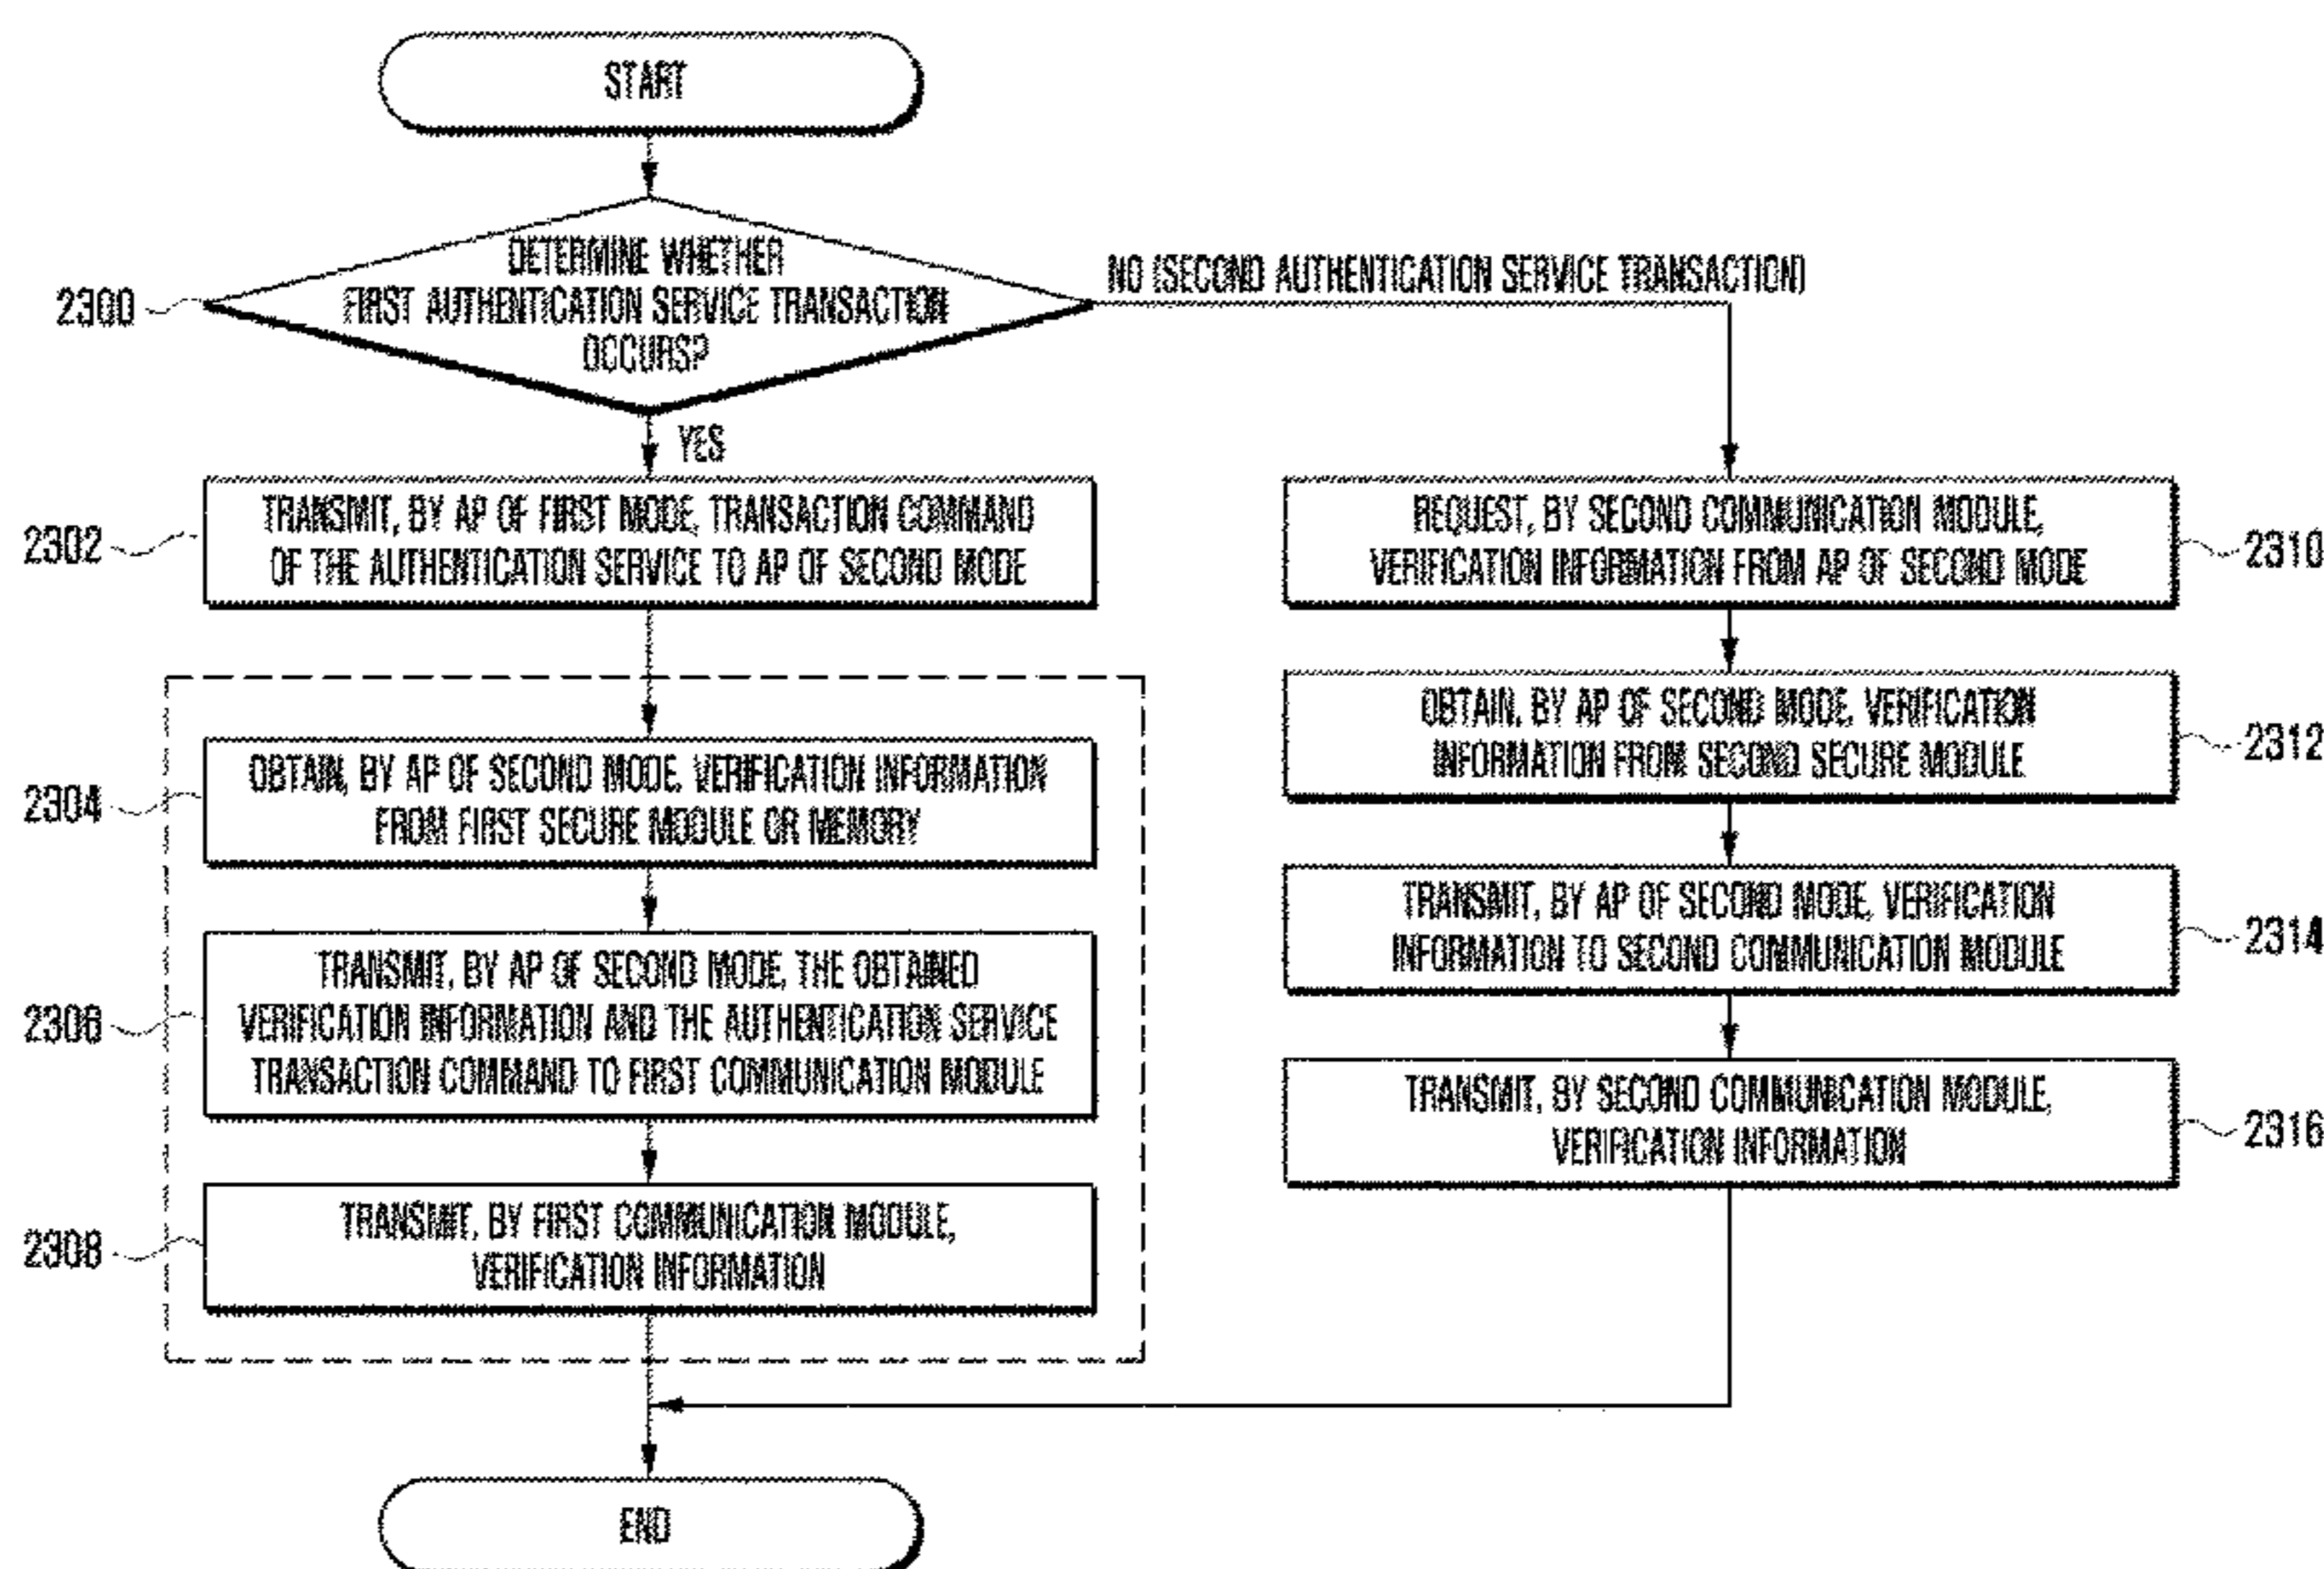 START
DETERMINE WHETHER
FIRST AUTHENTICATION SERVICE TRANSACTION
OCCURS?
2300
NO (SECOND AUTHENTICATION SERVICE TRANSACTION)
YES
TRANSMIT, BY AP OF FIRST MODE, TRANSACTION COMMAND
OF THE AUTHENTICATION SERVICE TO AP OF SECOND MODE
2302
OBTAIN, BY AP OF SECOND MODE, VERIFICATION INFORMATION
FROM FIRST SECURE MODULE OR MEMORY
2304
TRANSMIT, BY AP OF SECOND MODE, THE OBTAINED
VERIFICATION INFORMATION AND THE AUTHENTICATION SERVICE
TRANSACTION COMMAND TO FIRST COMMUNICATION MODULE
2306
TRANSMIT, BY FIRST COMMUNICATION MODULE,
VERIFICATION INFORMATION
2308
REQUEST, BY SECOND COMMUNICATION MODULE,
VERIFICATION INFORMATION FROM AP OF SECOND MODE
2310
OBTAIN, BY AP OF SECOND MODE, VERIFICATION
INFORMATION FROM SECOND SECURE MODULE
2312
TRANSMIT, BY AP OF SECOND MODE, VERIFICATION
INFORMATION TO SECOND COMMUNICATION MODULE
2314
TRANSMIT, BY SECOND COMMUNICATION MODULE,
VERIFICATION INFORMATION
2316
END